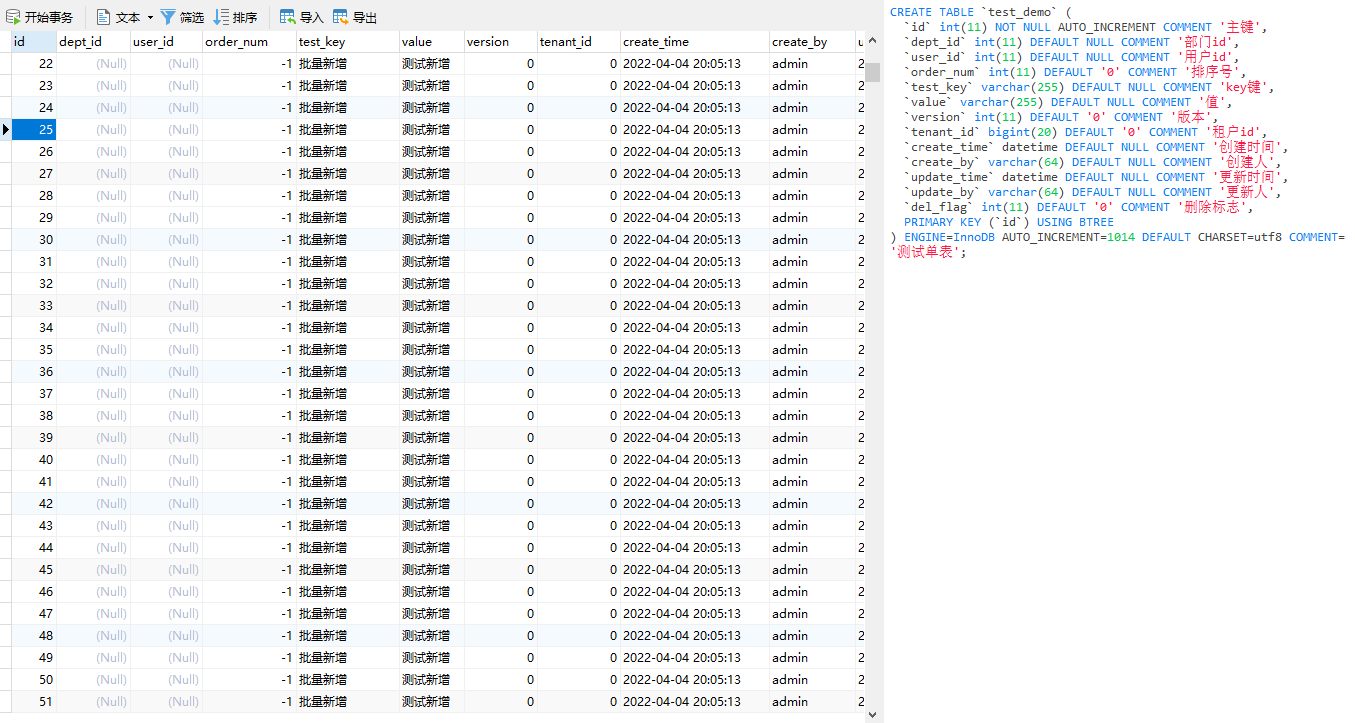 开始事务 文本 筛选 排序 导入 导出
id dept_id user_id order_num test_key value version tenant_id create_time create_by u
22 (Null) (Null) -1 批量新增 测试新增 0 0 2022-04-04 20:05:13 admin 2
23 (Null) (Null) -1 批量新增 测试新增 0 0 2022-04-04 20:05:13 admin 2
24 (Null) (Null) -1 批量新增 测试新增 0 0 2022-04-04 20:05:13 admin 2
25 (Null) (Null) -1 批量新增 测试新增 0 0 2022-04-04 20:05:13 admin 2
26 (Null) (Null) -1 批量新增 测试新增 0 0 2022-04-04 20:05:13 admin 2
27 (Null) (Null) -1 批量新增 测试新增 0 0 2022-04-04 20:05:13 admin 2
28 (Null) (Null) -1 批量新增 测试新增 0 0 2022-04-04 20:05:13 admin 2
29 (Null) (Null) -1 批量新增 测试新增 0 0 2022-04-04 20:05:13 admin 2
30 (Null) (Null) -1 批量新增 测试新增 0 0 2022-04-04 20:05:13 admin 2
31 (Null) (Null) -1 批量新增 测试新增 0 0 2022-04-04 20:05:13 admin 2
32 (Null) (Null) -1 批量新增 测试新增 0 0 2022-04-04 20:05:13 admin 2
33 (Null) (Null) -1 批量新增 测试新增 0 0 2022-04-04 20:05:13 admin 2
34 (Null) (Null) -1 批量新增 测试新增 0 0 2022-04-04 20:05:13 admin 2
35 (Null) (Null) -1 批量新增 测试新增 0 0 2022-04-04 20:05:13 admin 2
36 (Null) (Null) -1 批量新增 测试新增 0 0 2022-04-04 20:05:13 admin 2
37 (Null) (Null) -1 批量新增 测试新增 0 0 2022-04-04 20:05:13 admin 2
38 (Null) (Null) -1 批量新增 测试新增 0 0 2022-04-04 20:05:13 admin 2
39 (Null) (Null) -1 批量新增 测试新增 0 0 2022-04-04 20:05:13 admin 2
40 (Null) (Null) -1 批量新增 测试新增 0 0 2022-04-04 20:05:13 admin 2
41 (Null) (Null) -1 批量新增 测试新增 0 0 2022-04-04 20:05:13 admin 2
42 (Null) (Null) -1 批量新增 测试新增 0 0 2022-04-04 20:05:13 admin 2
43 (Null) (Null) -1 批量新增 测试新增 0 0 2022-04-04 20:05:13 admin 2
44 (Null) (Null) -1 批量新增 测试新增 0 0 2022-04-04 20:05:13 admin 2
45 (Null) (Null) -1 批量新增 测试新增 0 0 2022-04-04 20:05:13 admin 2
46 (Null) (Null) -1 批量新增 测试新增 0 0 2022-04-04 20:05:13 admin 2
47 (Null) (Null) -1 批量新增 测试新增 0 0 2022-04-04 20:05:13 admin 2
48 (Null) (Null) -1 批量新增 测试新增 0 0 2022-04-04 20:05:13 admin 2
49 (Null) (Null) -1 批量新增 测试新增 0 0 2022-04-04 20:05:13 admin 2
50 (Null) (Null) -1 批量新增 测试新增 0 0 2022-04-04 20:05:13 admin 2
51 (Null) (Null) -1 批量新增 测试新增 0 0 2022-04-04 20:05:13 admin 2
CREATE TABLE `test_demo` (
`id` int(11) NOT NULL AUTO_INCREMENT COMMENT '主键',
`dept_id` int(11) DEFAULT NULL COMMENT '部门id',
`user_id` int(11) DEFAULT NULL COMMENT '用户id',
`order_num` int(11) DEFAULT '0' COMMENT '排序号',
`test_key` varchar(255) DEFAULT NULL COMMENT 'key键',
`value` varchar(255) DEFAULT NULL COMMENT '值',
`version` int(11) DEFAULT '0' COMMENT '版本',
`tenant_id` bigint(20) DEFAULT '0' COMMENT '租户id',
`create_time` datetime DEFAULT NULL COMMENT '创建时间',
`create_by` varchar(64) DEFAULT NULL COMMENT '创建人',
`update_time` datetime DEFAULT NULL COMMENT '更新时间',
`update_by` varchar(64) DEFAULT NULL COMMENT '更新人',
`del_flag` int(11) DEFAULT '0' COMMENT '删除标志',
PRIMARY KEY (`id`) USING BTREE
) ENGINE=InnoDB AUTO_INCREMENT=1014 DEFAULT CHARSET=utf8 COMMENT=
'测试单表';